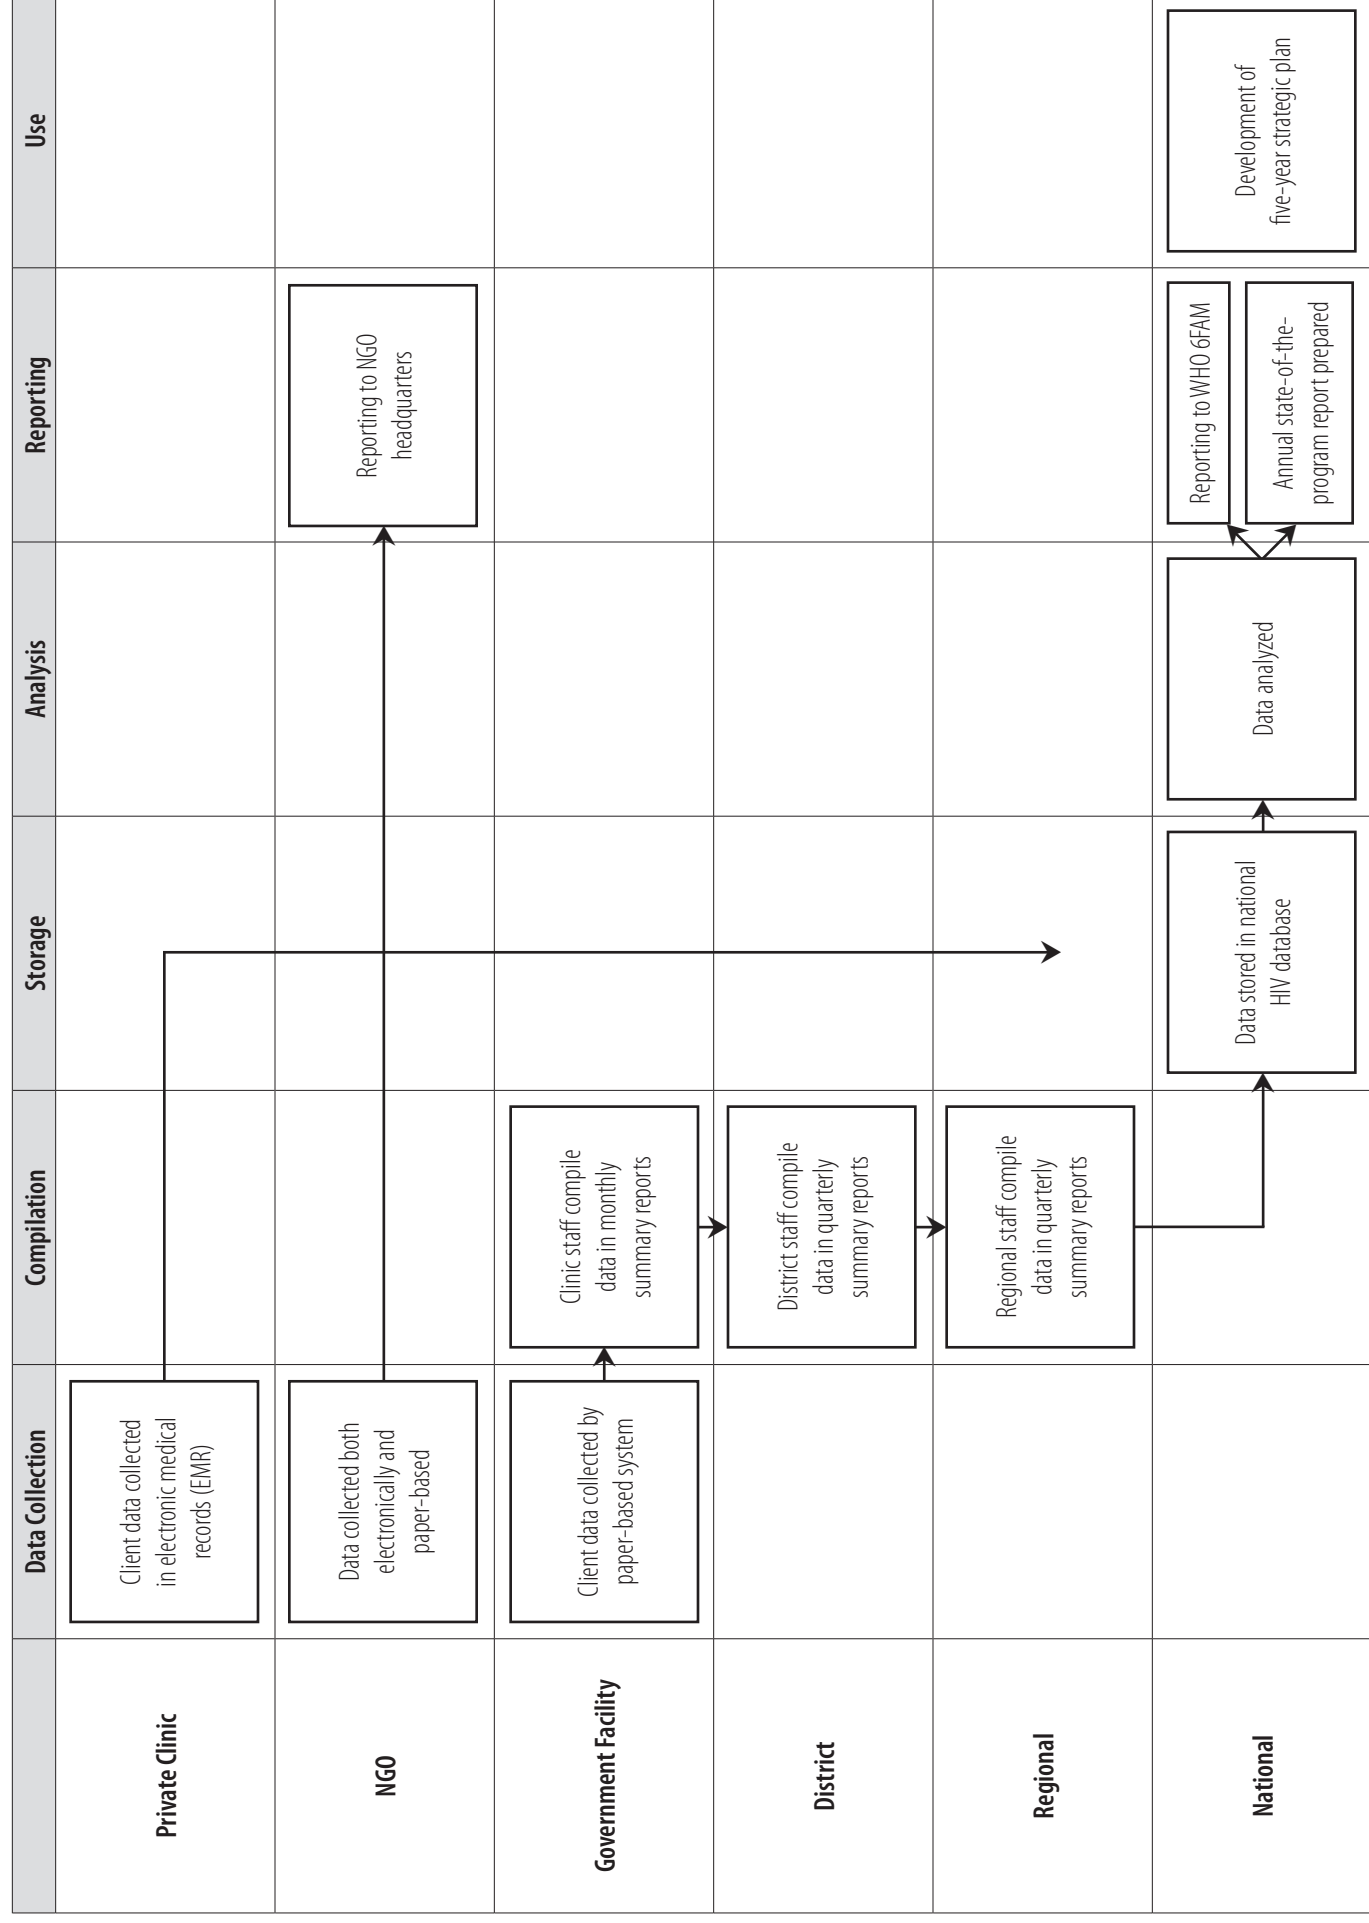 Data Collection
Compilation
Storage
Analysis
Reporting
Use
Private Clinic
Client data collected
in electronic medical
records (EMR)
NGO
Data collected both
electronically and
paper-based
Reporting to NGO
headquarters
Government Facility
Client data collected by
paper-based system
Clinic staff compile
data in monthly
summary reports
District
District staff compile
data in quarterly
summary reports
Regional
Regional staff compile
data in quarterly
summary reports
National
Data stored in national
HIV database
Data analyzed
Reporting to WHO 6FAM
Annual state-of-the-
program report prepared
Development of
five-year strategic plan